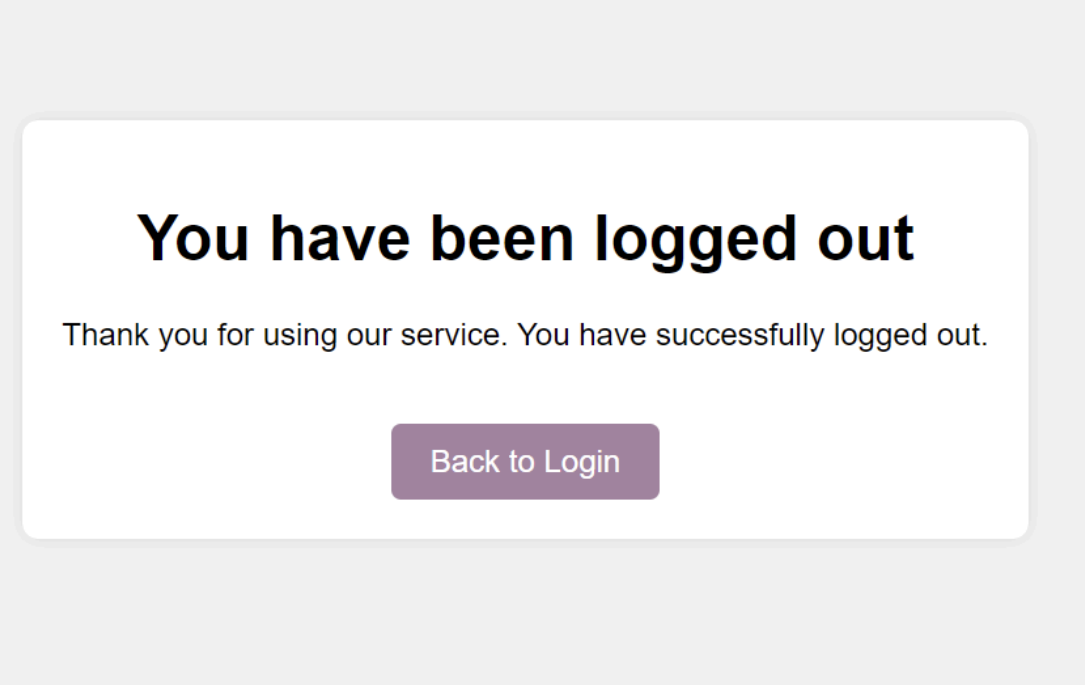 You have been logged out
Thank you for using our service. You have successfully logged out.
Back to Login